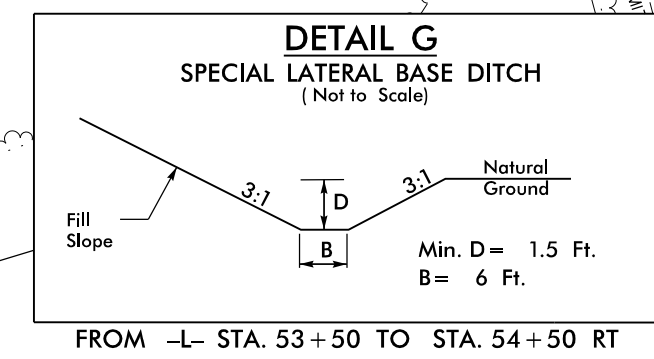 DETAIL G
SPECIAL LATERAL BASE DITCH
( Not to Scale)
Natural
Ground
3:1
3:1
D
Fill
Slope
B
Min. D = 1.5 Ft.
B = 6 Ft.
FROM -L- STA. 53+50 TO STA. 54+50 RT